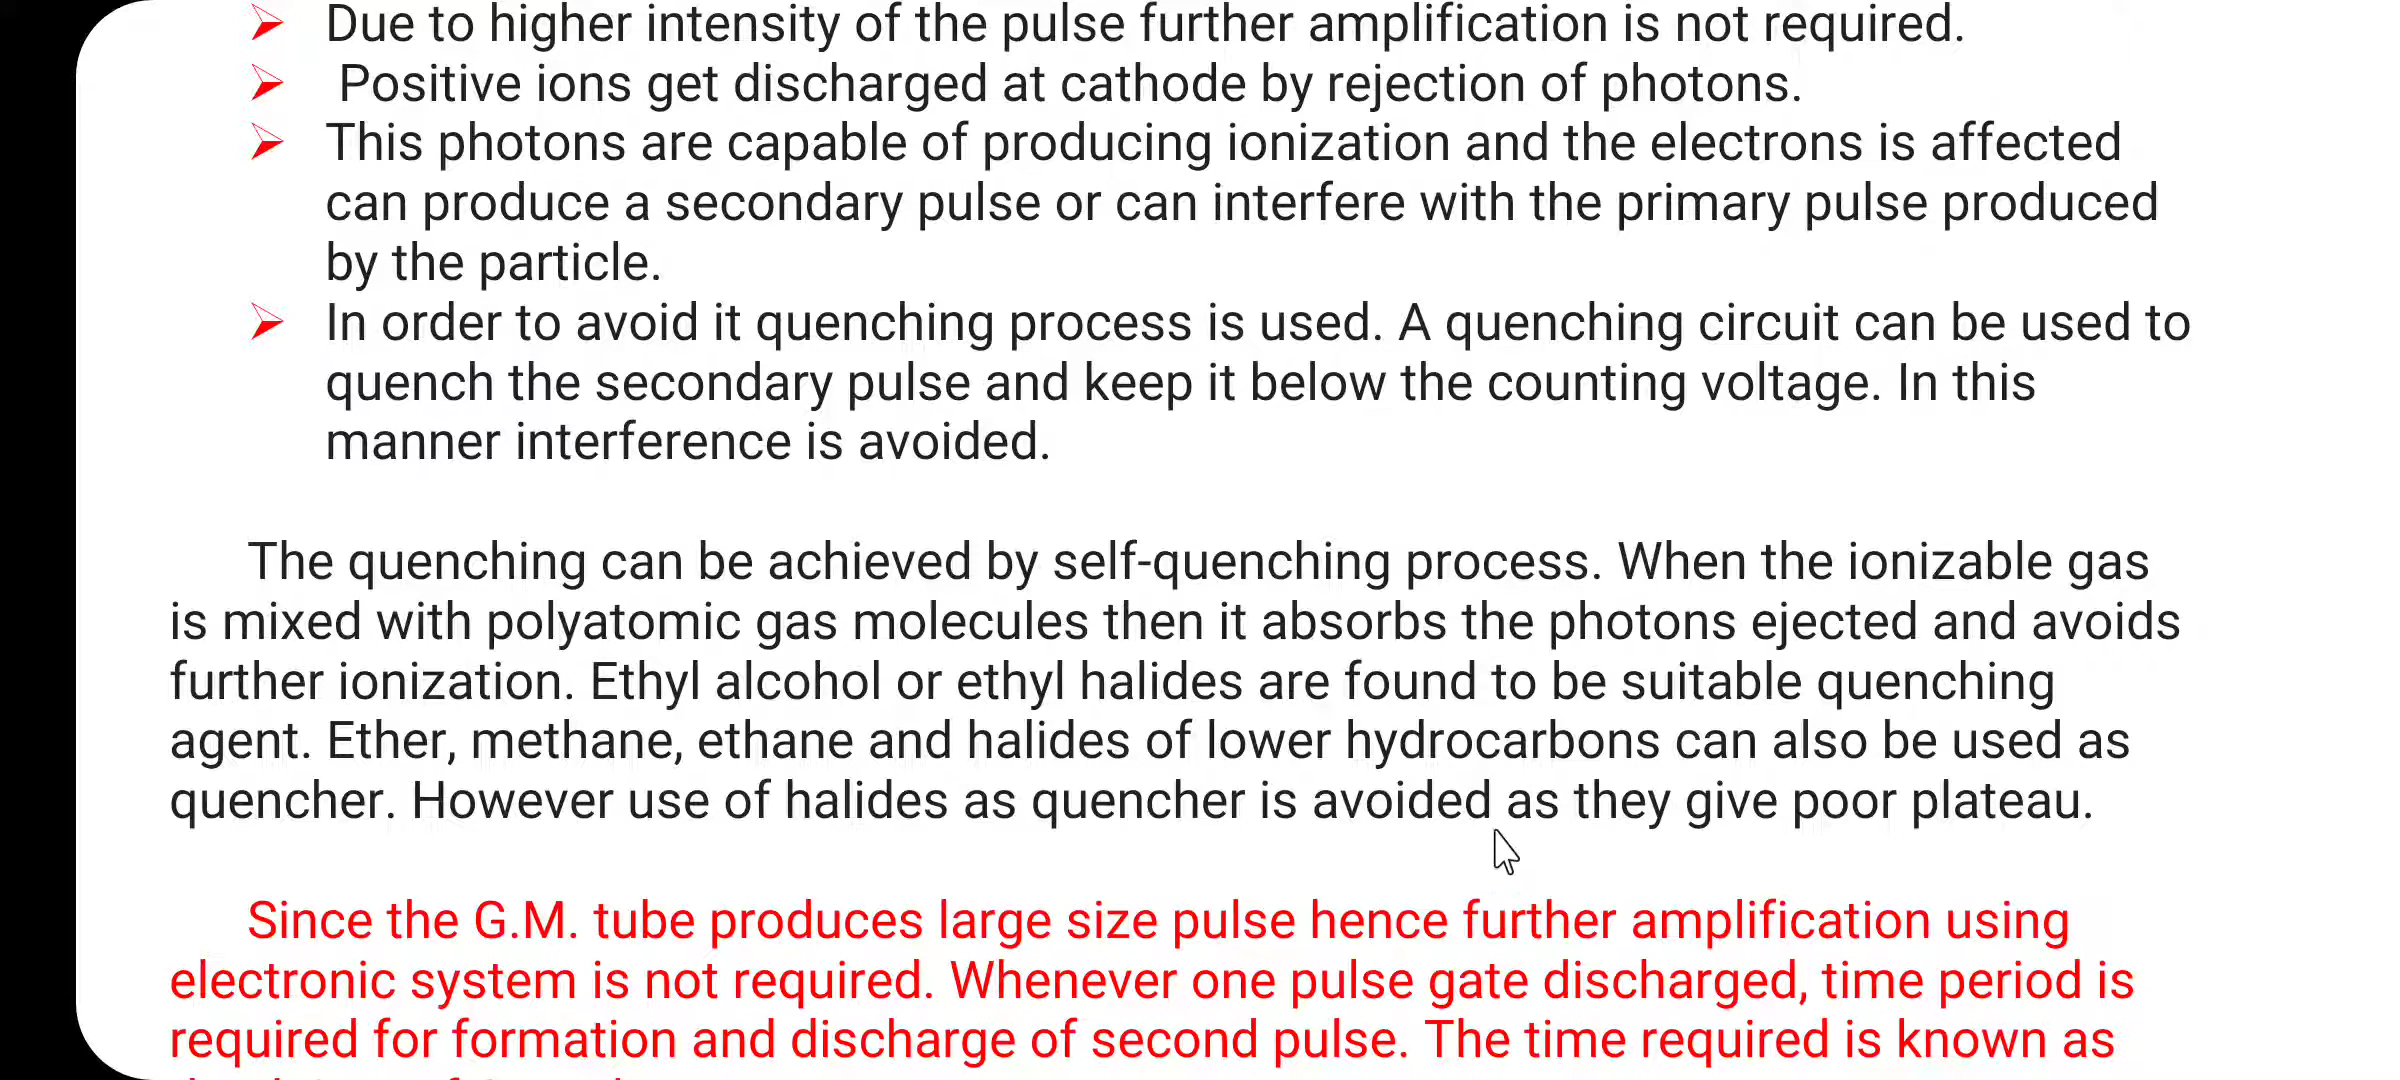 Due to higher intensity of the pulse further amplification is not required.
Positive ions get discharged at cathode by rejection of photons.
This photons are capable of producing ionization and the electrons is affected
can produce a secondary pulse or can interfere with the primary pulse produced
by the particle.
In order to avoid it quenching process is used. A quenching circuit can be used to
quench the secondary pulse and keep it below the counting voltage. In this
manner interference is avoided.
The quenching can be achieved by self-quenching process. When the ionizable gas
is mixed with polyatomic gas molecules then it absorbs the photons ejected and avoids
further ionization. Ethyl alcohol or ethyl halides are found to be suitable quenching
agent. Ether, methane, ethane and halides of lower hydrocarbons can also be used as
quencher. However use of halides as quencher is avoided as they give poor plateau.
Since the G.M. tube produces large size pulse hence further amplification using
electronic system is not required. Whenever one pulse gate discharged, time period is
required for formation and discharge of second pulse. The time required is known as